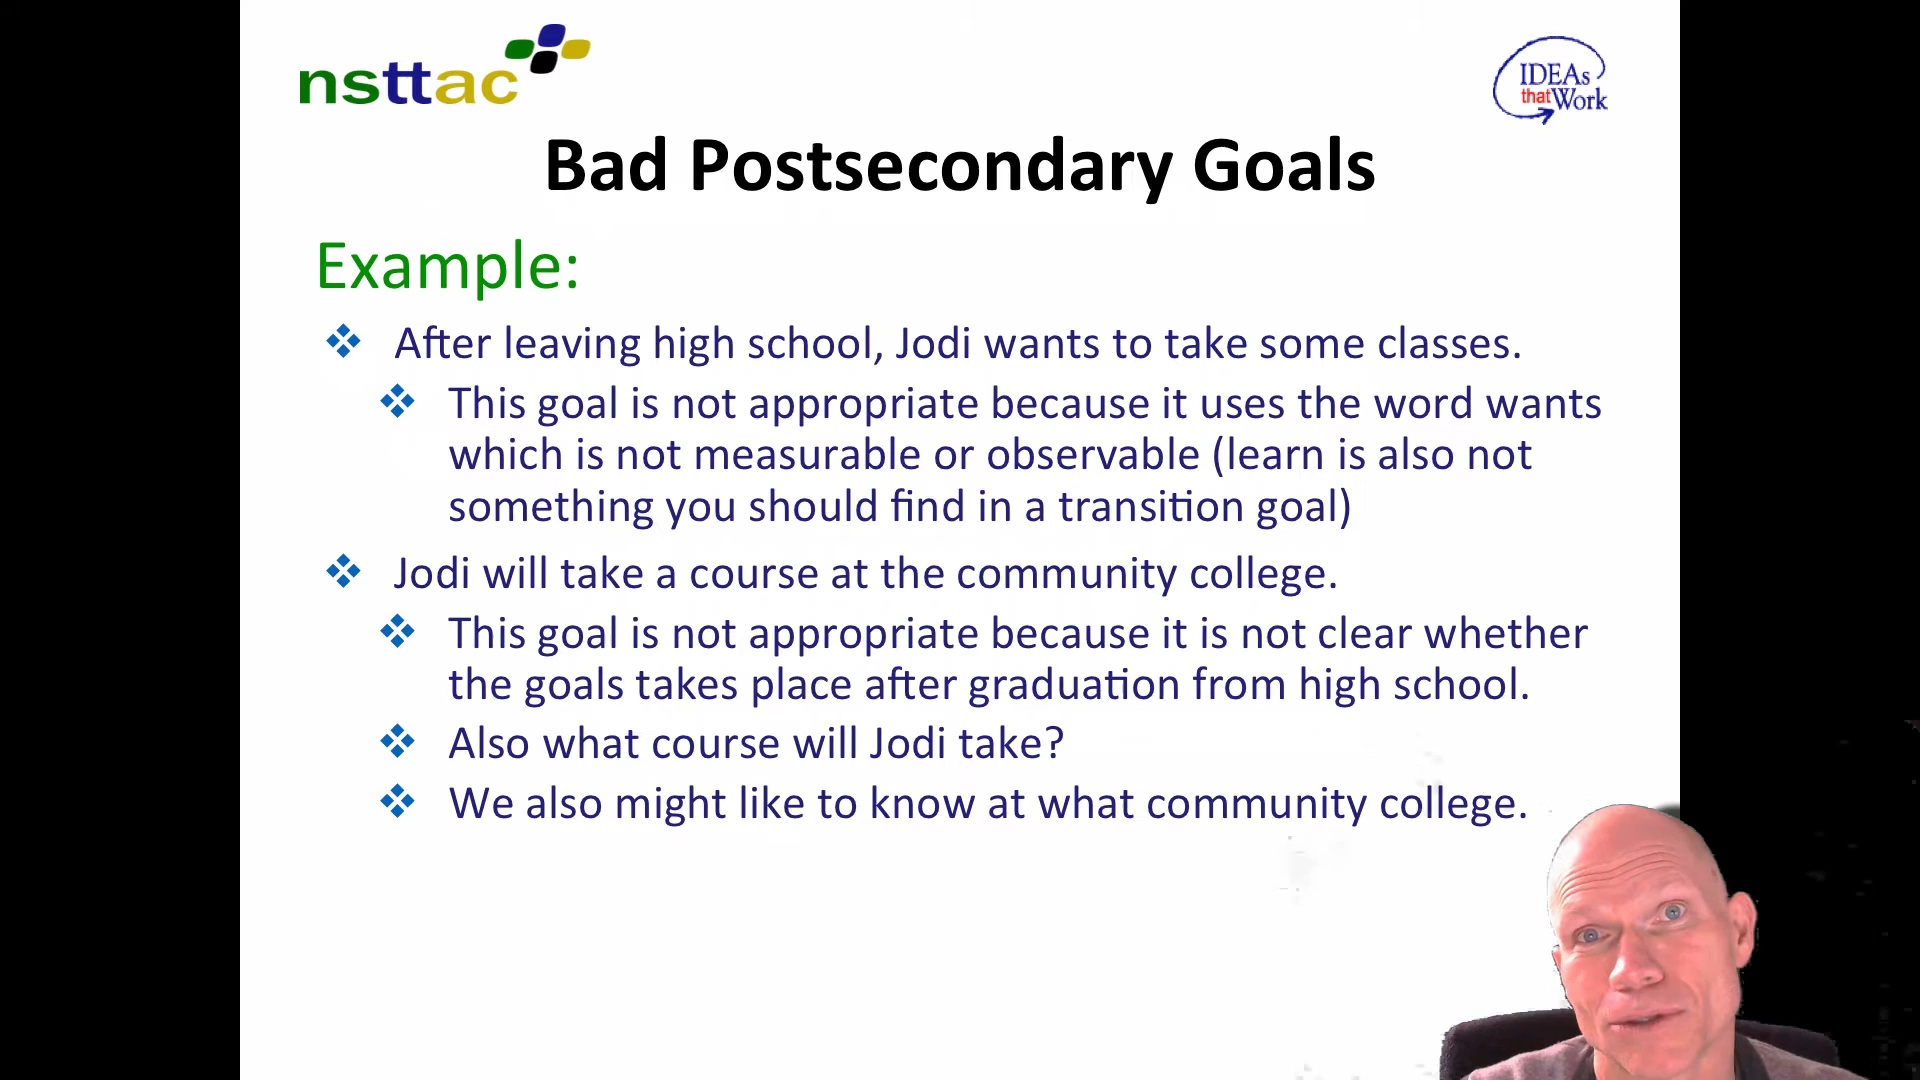 nsttac
IDEAs
that Work
Bad Postsecondary Goals
Example:
After leaving high school, Jodi wants to take some classes.
This goal is not appropriate because it uses the word wants
which is not measurable or observable (learn is also not
something you should find in a transition goal)
Jodi will take a course at the community college.
This goal is not appropriate because it is not clear whether
the goals takes place after graduation from high school.
Also what course will Jodi take?
We also might like to know at what community college.